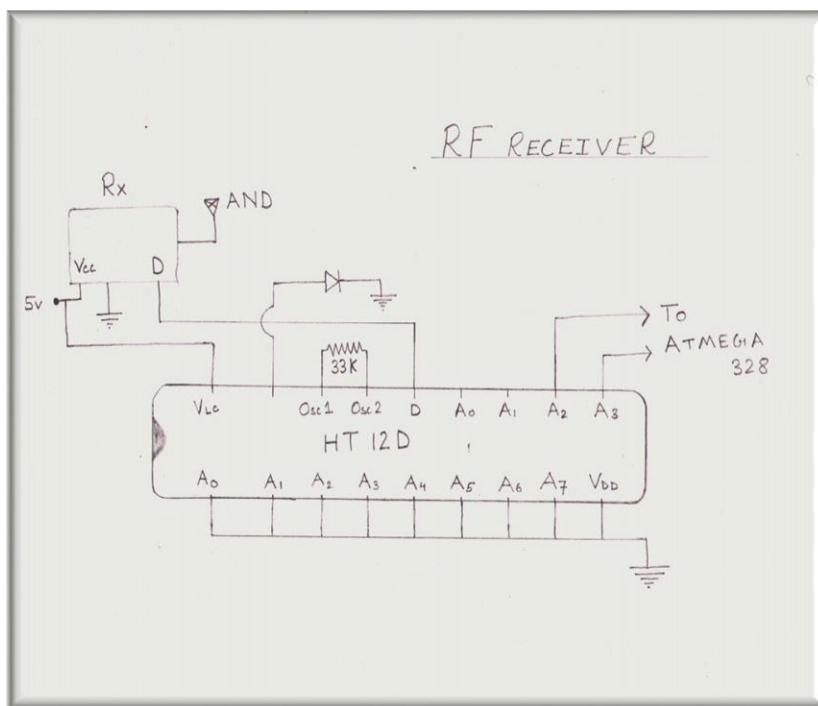 RF RECEIVER
Rx
AND
Vcc D
5v
To
ATMEGA
328
33K
VLC Osc1 Osc2 D A0 A1 A2 A3
HT 12D
A0 A1 A2 A3 A4 A5 A6 A7 VDD